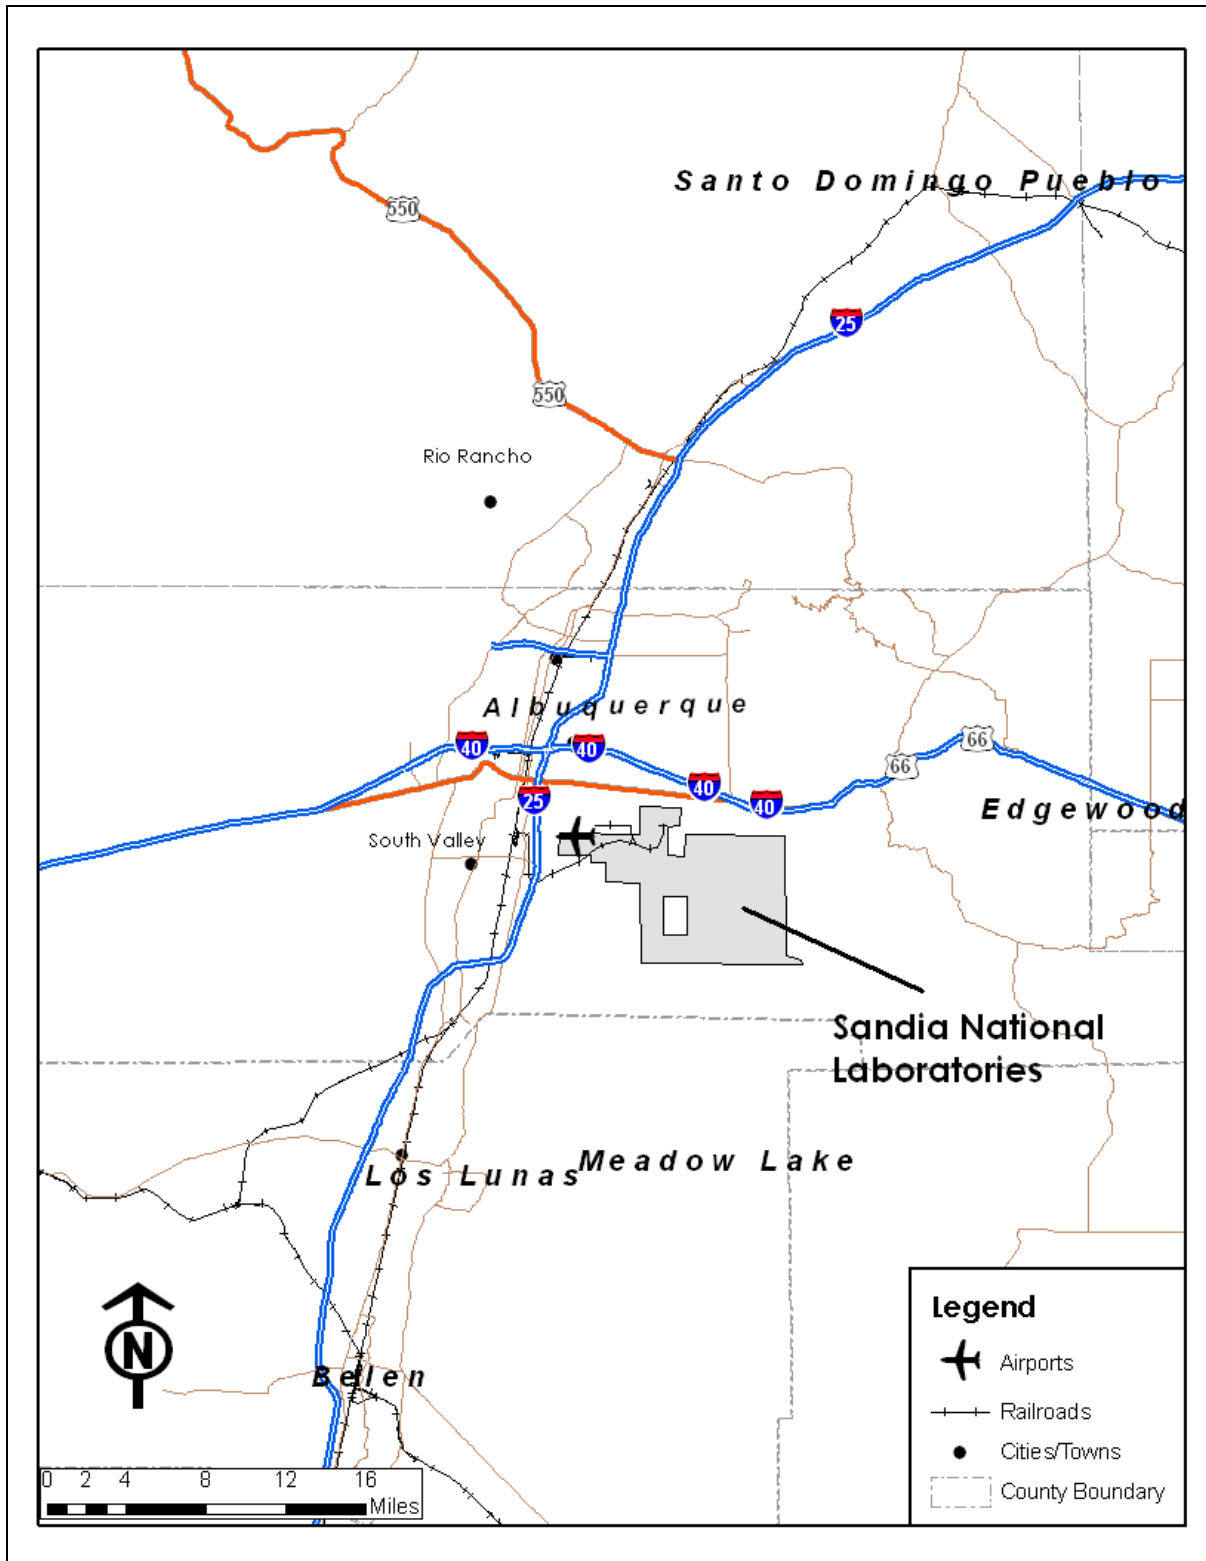 Santo Domingo Pueblo
550
25
550
Rio Rancho
Albuquerque
40
40
66
66
40
40
25
Edgewood
South Valley
Sandia National
Laboratories
Meadow Lake
Los Lunas
N
Belen
Legend
Airports
Railroads
Cities/Towns
County Boundary
0 2 4 8 12 16
Miles